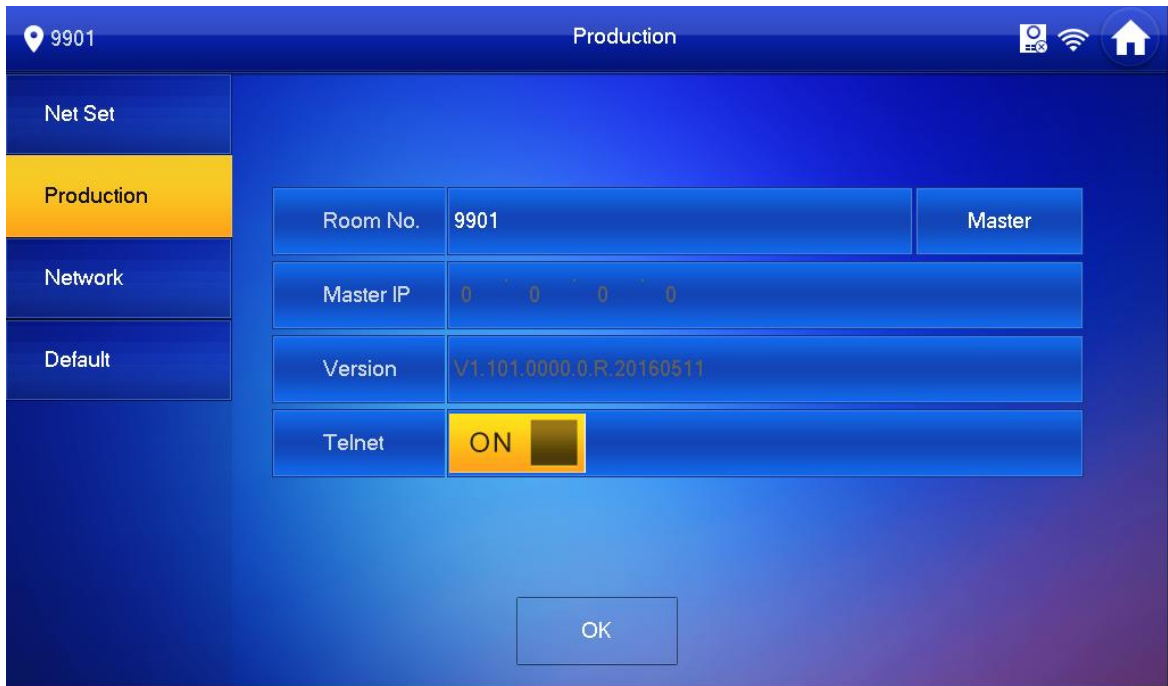 9901
Production
Net Set
Production
Network
Default
Room No. 9901 Master
Master IP 0 . 0 . 0 . 0
Version V1.101.0000.0.R.20160511
Telnet ON
OK